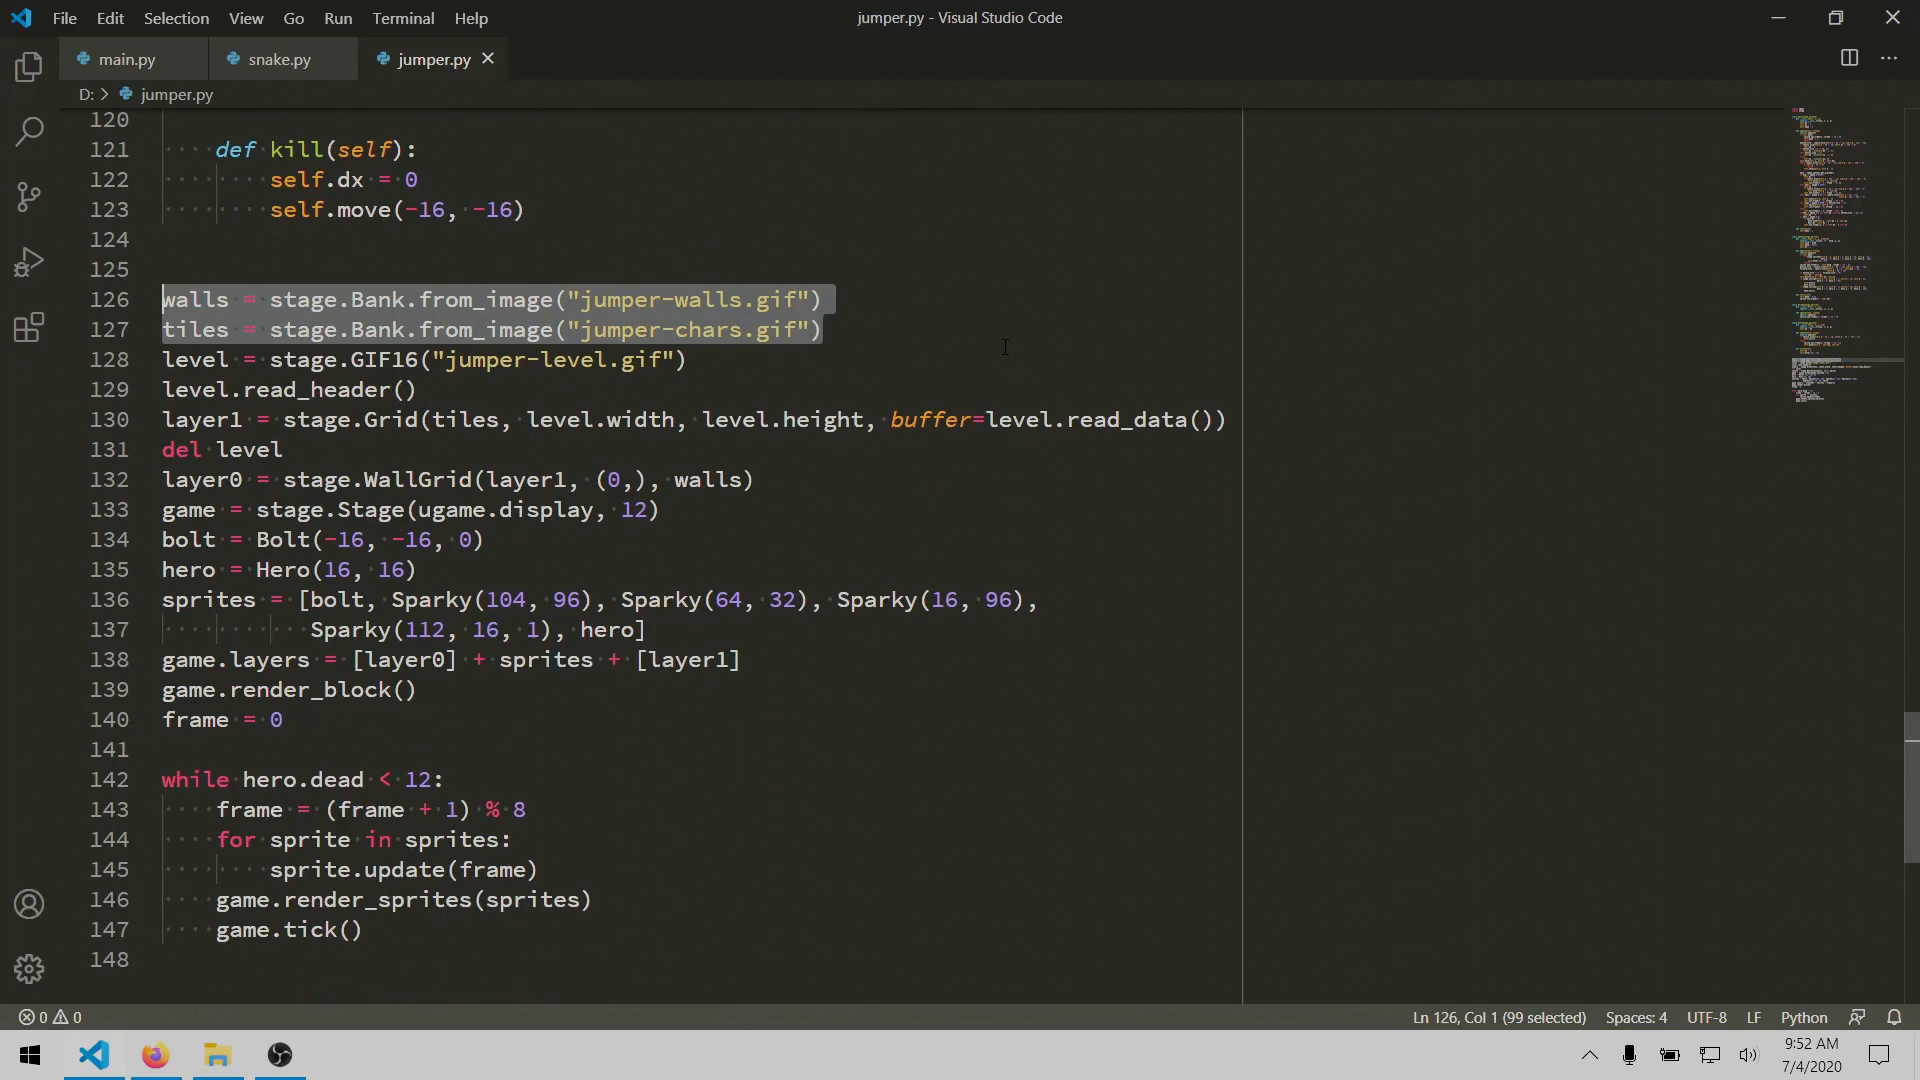 File Edit Selection View Go Run Terminal Help
jumper.py - Visual Studio Code
main.py snake.py jumper.py
D: > jumper.py
120
121 def kill(self):
122 self.dx = 0
123 self.move(-16, -16)
124
125
126 walls = stage.Bank.from_image("jumper-walls.gif")
127 tiles = stage.Bank.from_image("jumper-chars.gif")
128 level = stage.GIF16("jumper-level.gif")
129 level.read_header()
130 layer1 = stage.Grid(tiles, level.width, level.height, buffer=level.read_data())
131 del level
132 layer0 = stage.WallGrid(layer1, (0,), walls)
133 game = stage.Stage(ugame.display, 12)
134 bolt = Bolt(-16, -16, 0)
135 hero = Hero(16, 16)
136 sprites = [bolt, Sparky(104, 96), Sparky(64, 32), Sparky(16, 96),
137 Sparky(112, 16, 1), hero]
138 game.layers = [layer0] + sprites + [layer1]
139 game.render_block()
140 frame = 0
141
142 while hero.dead < 12:
143 frame = (frame + 1) % 8
144 for sprite in sprites:
145 sprite.update(frame)
146 game.render_sprites(sprites)
147 game.tick()
148
0 0 Ln 126, Col 1 (99 selected) Spaces: 4 UTF-8 LF Python
9:52 AM
7/4/2020